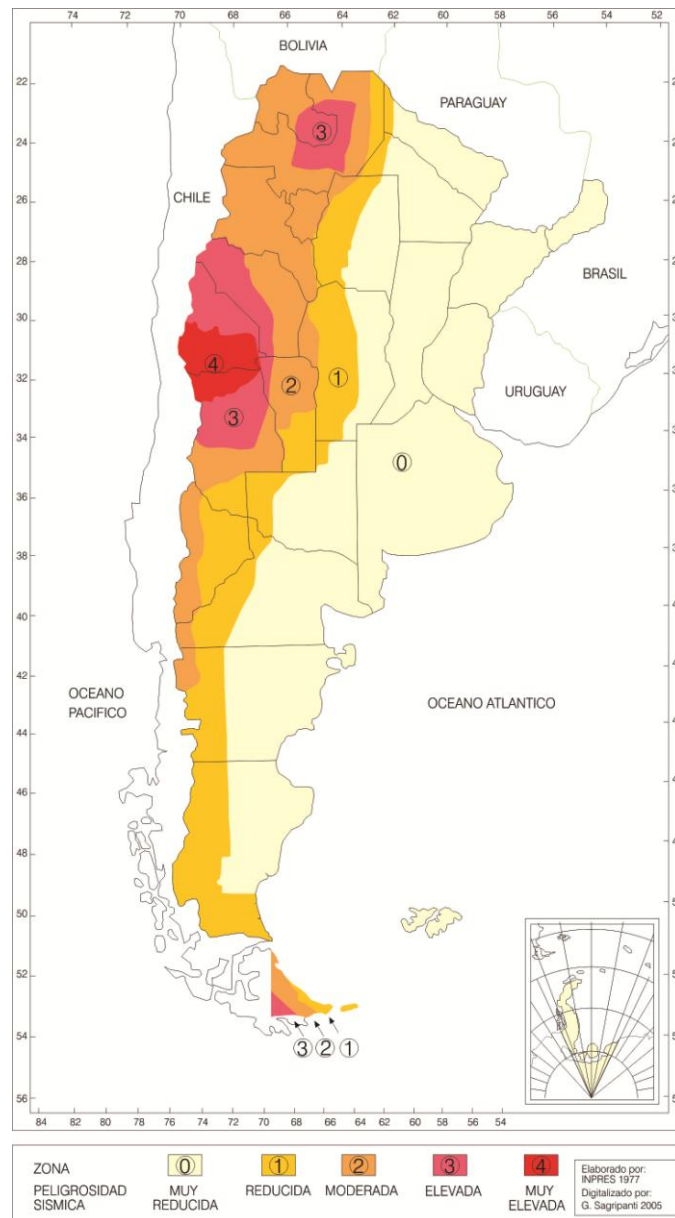 74 72 70 68 66 64 62 60 58 56 54 52
BOLIVIA
22
PARAGUAY
24
③
26
CHILE
28
BRASIL
30
④
32
② ①
URUGUAY
③
34
⓪
36
38
40
42
OCEANO
PACIFICO
OCEANO ATLANTICO
44
46
48
50
52
54
③ ② ①
56
84 82 80 78 76 74 72 70 68 66 64 62 60 58 56 54
ZONA
PELIGROSIDAD
SISMICA
⓪
MUY
REDUCIDA
①
REDUCIDA
②
MODERADA
③
ELEVADA
④
MUY
ELEVADA
Elaborado por:
INPRES 1977
Digitalizado por:
G. Sagripanti 2005